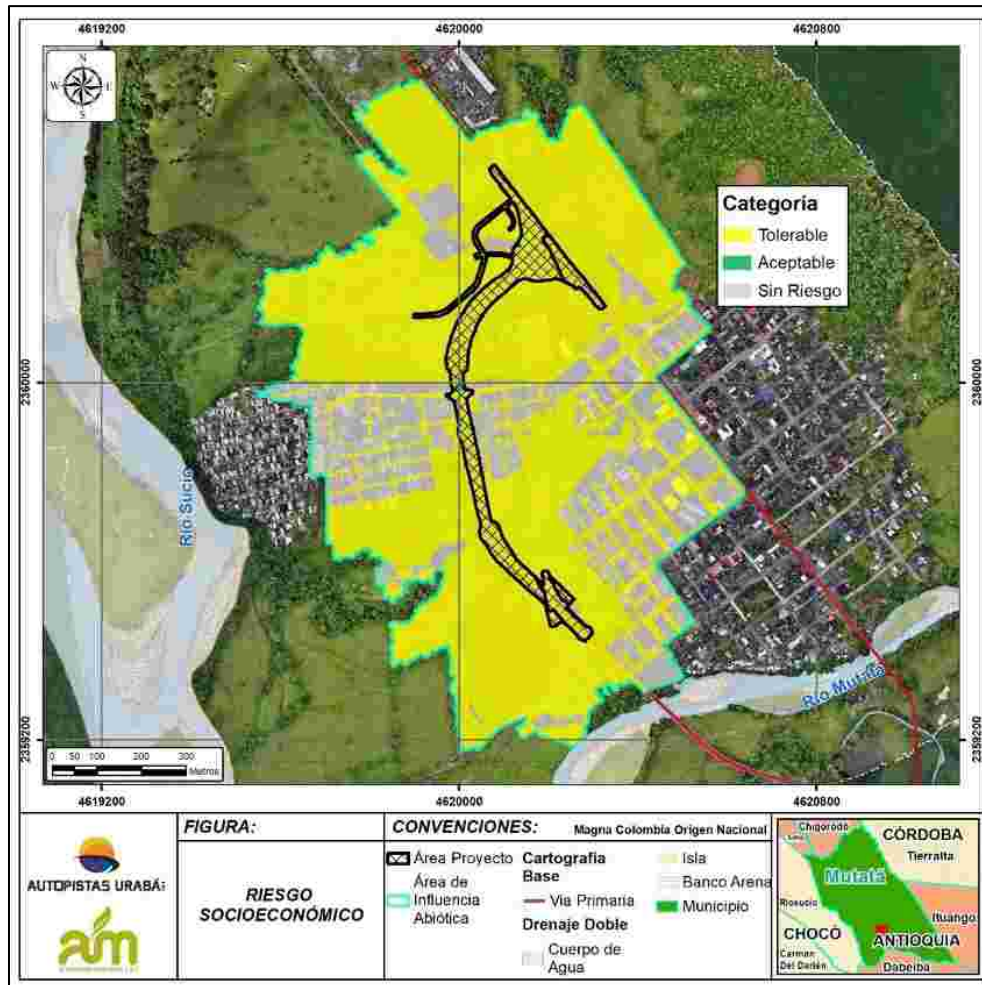 4619200
4620000
4620800
N
W
E
S
Categoría
Tolerable
Aceptable
Sin Riesgo
2360000
2360000
Río Sucio
Río Mutatá
2359200
2359200
0 50 100 200 300
Metros
4619200
4620000
4620800
AUTOPISTAS URABÁ
aim
FIGURA:
RIESGO
SOCIOECONÓMICO
CONVENCIONES:
Magna Colombia Origen Nacional
Área Proyecto
Área de
Influencia
Abiótica
Cartografía
Base
Vía Primaria
Drenaje Doble
Cuerpo de
Agua
Isla
Banco Arena
Municipio
Chigorodó
CÓRDOBA
Tierralta
Mutatá
Riosucio
Ituango
CHOCÓ
ANTIOQUIA
Carmen
Del Darién
Dabeiba